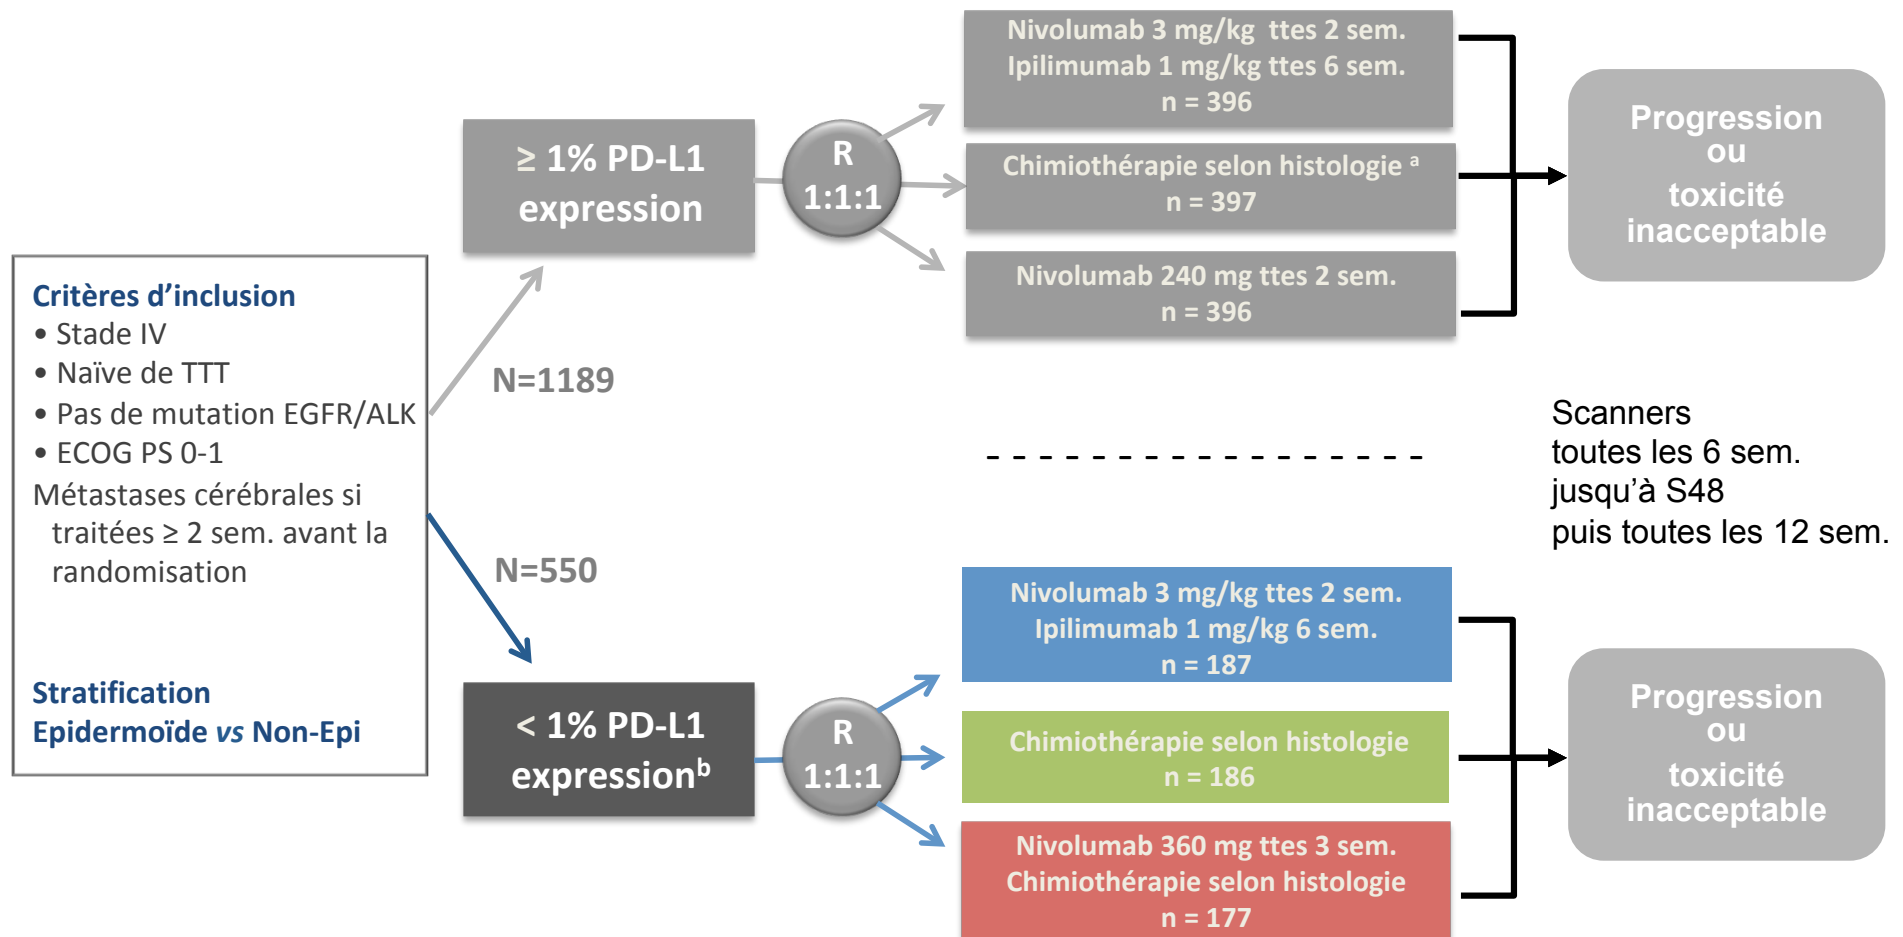 Critères d’inclusion
• Stade IV
• Naïve de TTT
• Pas de mutation EGFR/ALK
• ECOG PS 0-1
Métastases cérébrales si
traitées ≥ 2 sem. avant la
randomisation
Stratification
Epidermoïde vs Non-Epi
N=1189
≥ 1% PD-L1
expression
R
1:1:1
Nivolumab 3 mg/kg ttes 2 sem.
Ipilimumab 1 mg/kg ttes 6 sem.
n = 396
Chimiothérapie selon histologie a
n = 397
Nivolumab 240 mg ttes 2 sem.
n = 396
Progression
ou
toxicité
inacceptable
Scanners
toutes les 6 sem.
jusqu’à S48
puis toutes les 12 sem.
N=550
< 1% PD-L1
expressionb
R
1:1:1
Nivolumab 3 mg/kg ttes 2 sem.
Ipilimumab 1 mg/kg 6 sem.
n = 187
Chimiothérapie selon histologie
n = 186
Nivolumab 360 mg ttes 3 sem.
Chimiothérapie selon histologie
n = 177
Progression
ou
toxicité
inacceptable